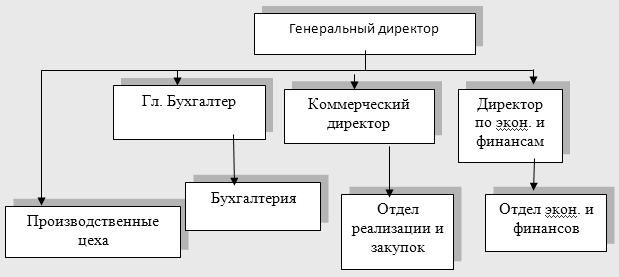 Генеральный директор
Гл. Бухгалтер
Коммерческий
директор
Директор
по экон. и
финансам
Бухгалтерия
Производственные
цеха
Отдел
реализации и
закупок
Отдел экон. и
финансов